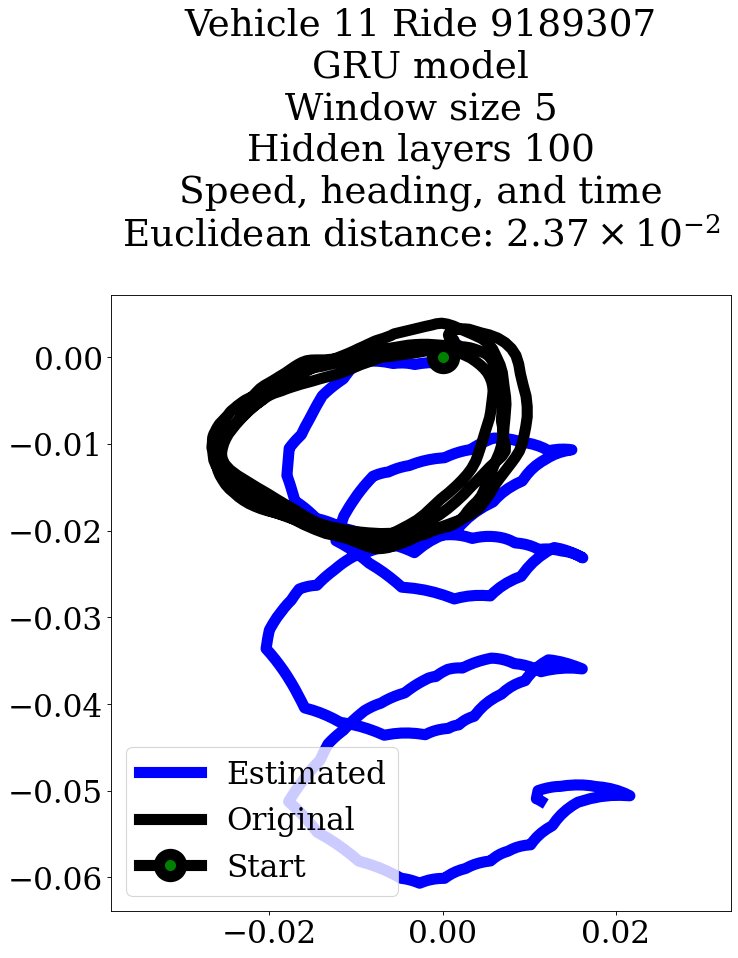 Vehicle 11 Ride 9189307
GRU model
Window size 5
Hidden layers 100
Speed, heading, and time
Euclidean distance: 2.37 × 10⁻²
0.00
−0.01
−0.02
−0.03
−0.04
−0.05
−0.06
Estimated
Original
Start
−0.02 0.00 0.02